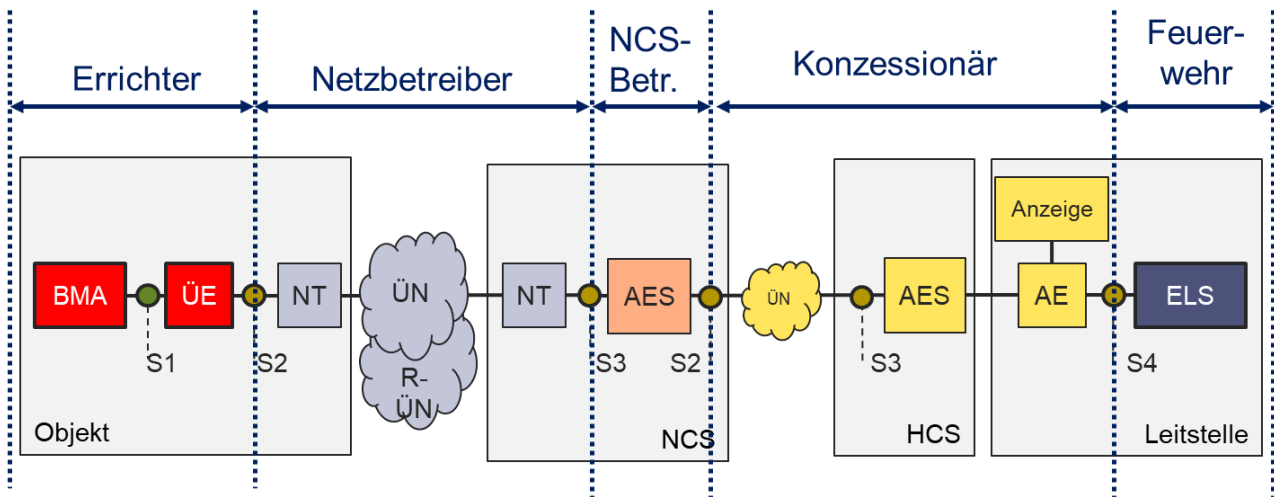 Errichter
Netzbetreiber
NCS-
Betr.
Konzessionär
Feuer-
wehr
Anzeige
BMA
ÜE
NT
ÜN
NT
AES
ÜN
AES
AE
ELS
S1
S2
R-
ÜN
S3
S2
S3
S4
Objekt
NCS
HCS
Leitstelle